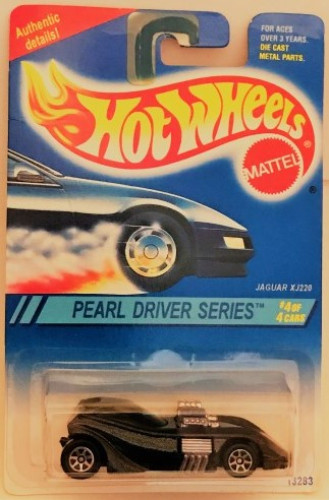 Authentic
details!
FOR AGES
OVER 3 YEARS.
DIE CAST
METAL PARTS.
HOT WHEELS
MATTEL
®
JAGUAR XJ220
PEARL DRIVER SERIES™
#4 OF
4 CARS